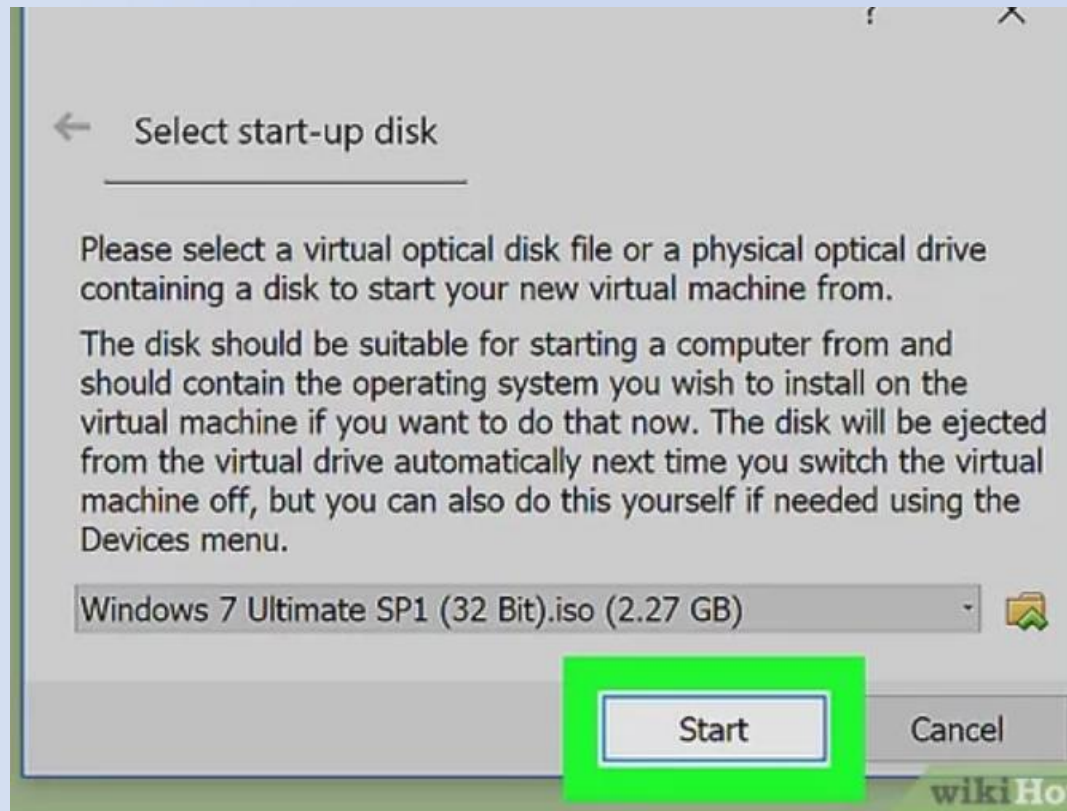 ?
Select start-up disk
Please select a virtual optical disk file or a physical optical drive
containing a disk to start your new virtual machine from.
The disk should be suitable for starting a computer from and
should contain the operating system you wish to install on the
virtual machine if you want to do that now. The disk will be ejected
from the virtual drive automatically next time you switch the virtual
machine off, but you can also do this yourself if needed using the
Devices menu.
Windows 7 Ultimate SP1 (32 Bit).iso (2.27 GB)
Start Cancel
wikiHo